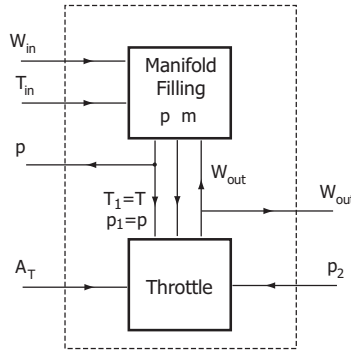 W_in
T_in
Manifold
Filling
p m
p
T_1=T
p_1=p
W_out
W_out
A_T
Throttle
p_2